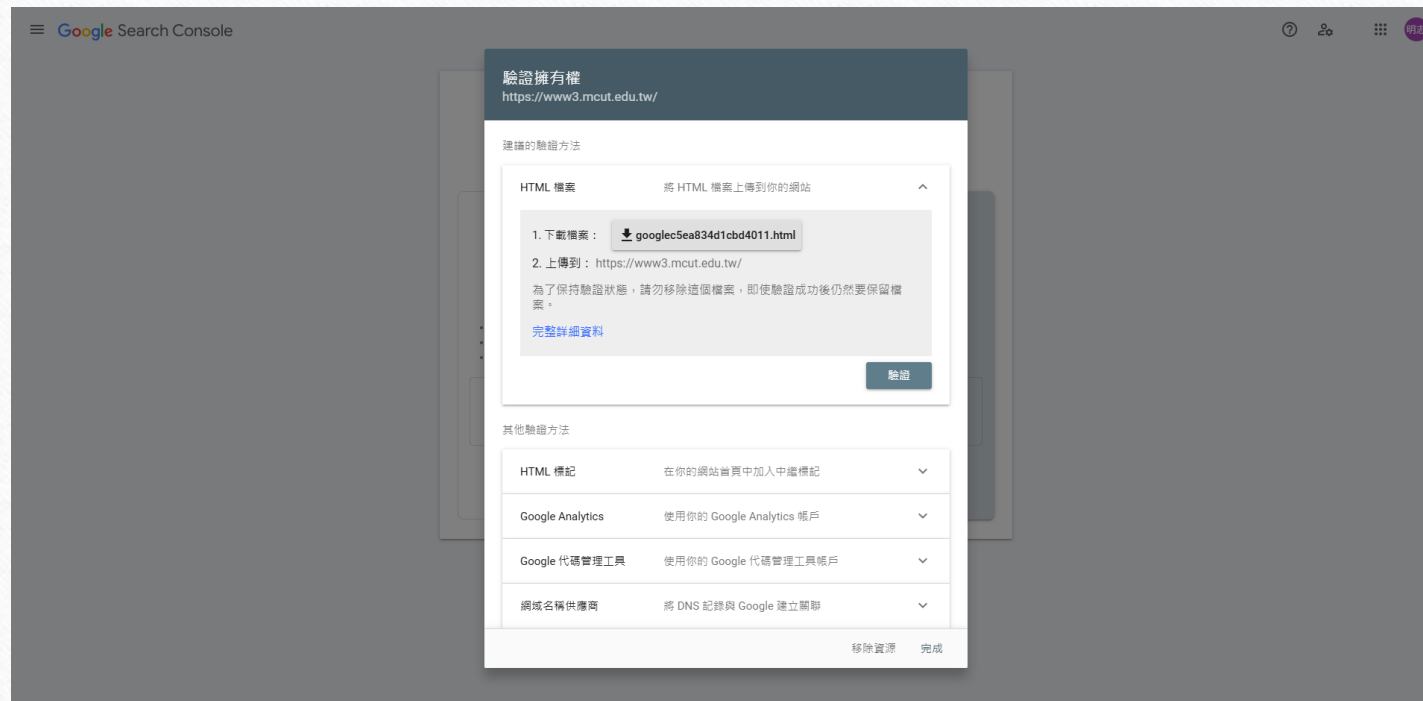 Google Search Console
明志
驗證擁有權
https://www3.mcut.edu.tw/
建議的驗證方法
HTML 檔案 將 HTML 檔案上傳到你的網站
1. 下載檔案： googlec5ea834d1cbd4011.html
2. 上傳到： https://www3.mcut.edu.tw/
為了保持驗證狀態，請勿移除這個檔案，即使驗證成功後仍然要保留檔
案。
完整詳細資料
驗證
其他驗證方法
HTML 標記 在你的網站首頁中加入中繼標記
Google Analytics 使用你的 Google Analytics 帳戶
Google 代碼管理工具 使用你的 Google 代碼管理工具帳戶
網域名稱供應商 將 DNS 記錄與 Google 建立關聯
移除資源 完成